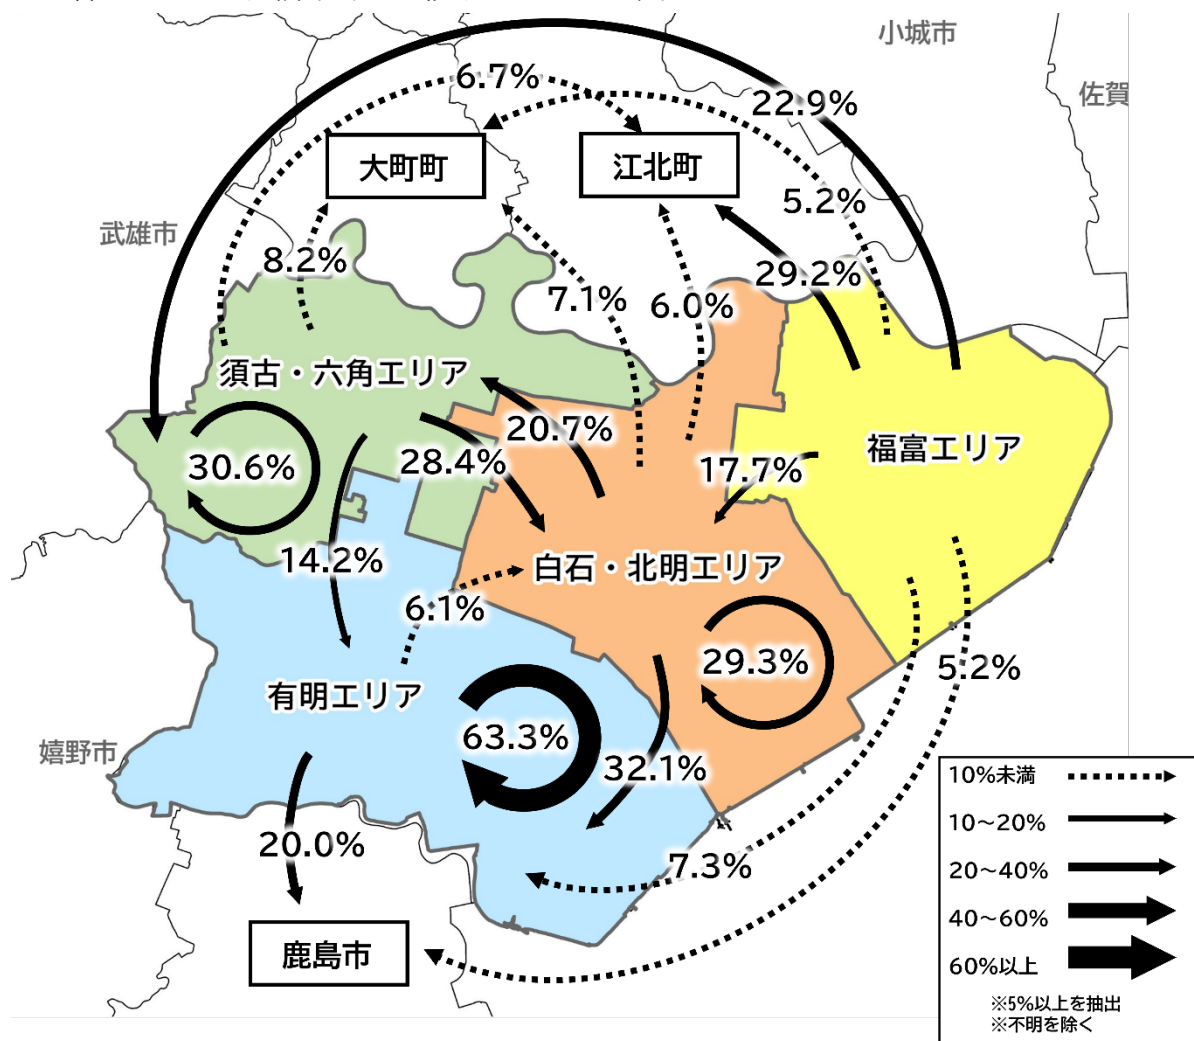 小城市
佐賀
6.7%
22.9%
大町町
江北町
5.2%
武雄市
8.2%
29.2%
7.1%
6.0%
須古・六角エリア
20.7%
福富エリア
30.6%
28.4%
17.7%
14.2%
白石・北明エリア
6.1%
29.3%
5.2%
有明エリア
63.3%
嬉野市
32.1%
20.0%
7.3%
鹿島市
10%未満
10～20%
20～40%
40～60%
60%以上
※5%以上を抽出
※不明を除く